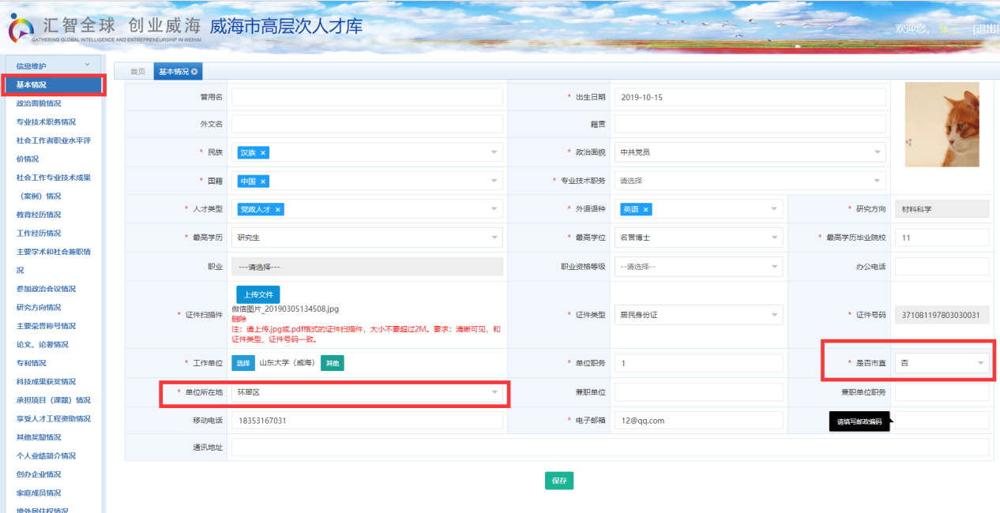 汇智全球 创业威海 威海市高层次人才库
GATHERING GLOBAL INTELLIGENCE AND ENTREPRENEURSHIP IN WEIHAI
欢迎您, 张 [退出]
信息维护
基本情况
政治面貌情况
专业技术职务情况
社会工作者职业水平评
价情况
社会工作专业技术成果
(案例)情况
教育经历情况
工作经历情况
主要学术和社会兼职情
况
参加政治会议情况
研究方向情况
主要荣誉称号情况
论文、论著情况
专利情况
科技成果获奖情况
承担项目(课题)情况
享受人才工程资助情况
其他奖励情况
个人业绩简介情况
创办企业情况
家庭成员情况
境外居住权情况
首页 基本情况
曾用名 * 出生日期 2019-10-15
外文名 籍贯
* 民族 汉族 × * 政治面貌 中共党员
* 国籍 中国 × * 专业技术职务 请选择
* 人才类型 党政人才 × * 外语语种 英语 × * 研究方向 材料科学
* 最高学历 研究生 * 最高学位 名誉博士 * 最高学历毕业院校 11
职业 ---请选择--- 职业资格等级 --请选择-- 办公电话
上传文件
微信图片_20190305134508.jpg
删除
* 证件扫描件 * 证件类型 居民身份证 * 证件号码 371081197803030031
注：请上传.jpg或.pdf格式的证件扫描件，大小不要超过2M。要求：清晰可见，和
证件类型、证件号码一致。
* 工作单位 选择 山东大学（威海） 其他 * 单位职务 1 * 是否市直 否
* 单位所在地 环翠区 兼职单位 兼职单位职务
移动电话 18353167031 * 电子邮箱 12@qq.com 请填写邮政编码
通讯地址
保存